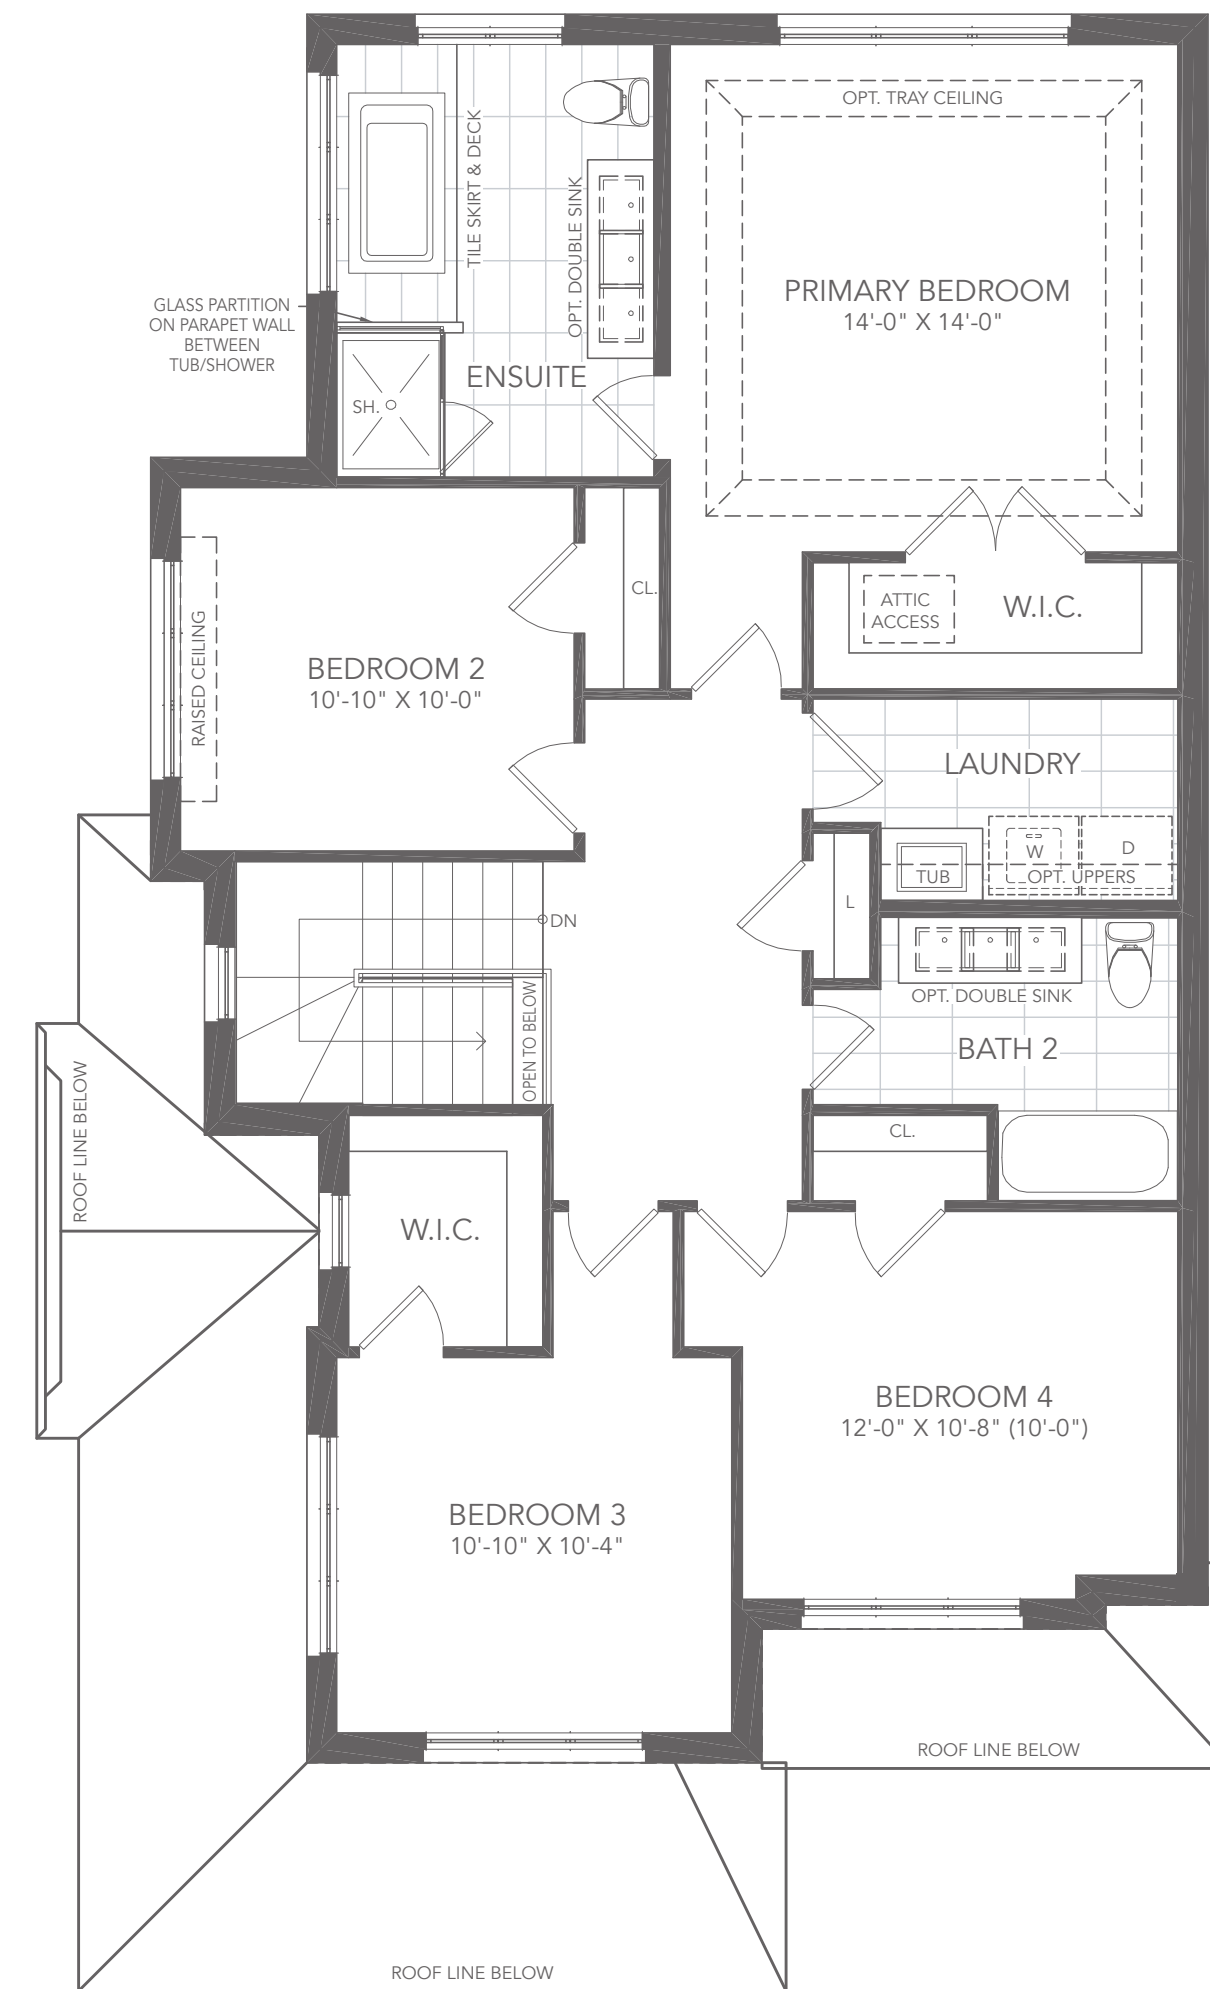 OPT. TRAY CEILING
TILE SKIRT & DECK
OPT. DOUBLE SINK
PRIMARY BEDROOM
14'-0" X 14'-0"
GLASS PARTITION
ON PARAPET WALL
BETWEEN
TUB/SHOWER
ENSUITE
SH.
CL.
ATTIC
ACCESS
W.I.C.
RAISED CEILING
BEDROOM 2
10'-10" X 10'-0"
LAUNDRY
W
D
TUB
OPT. UPPERS
L
DN
OPEN TO BELOW
OPT. DOUBLE SINK
BATH 2
CL.
ROOF LINE BELOW
W.I.C.
BEDROOM 4
12'-0" X 10'-8" (10'-0")
BEDROOM 3
10'-10" X 10'-4"
ROOF LINE BELOW
ROOF LINE BELOW